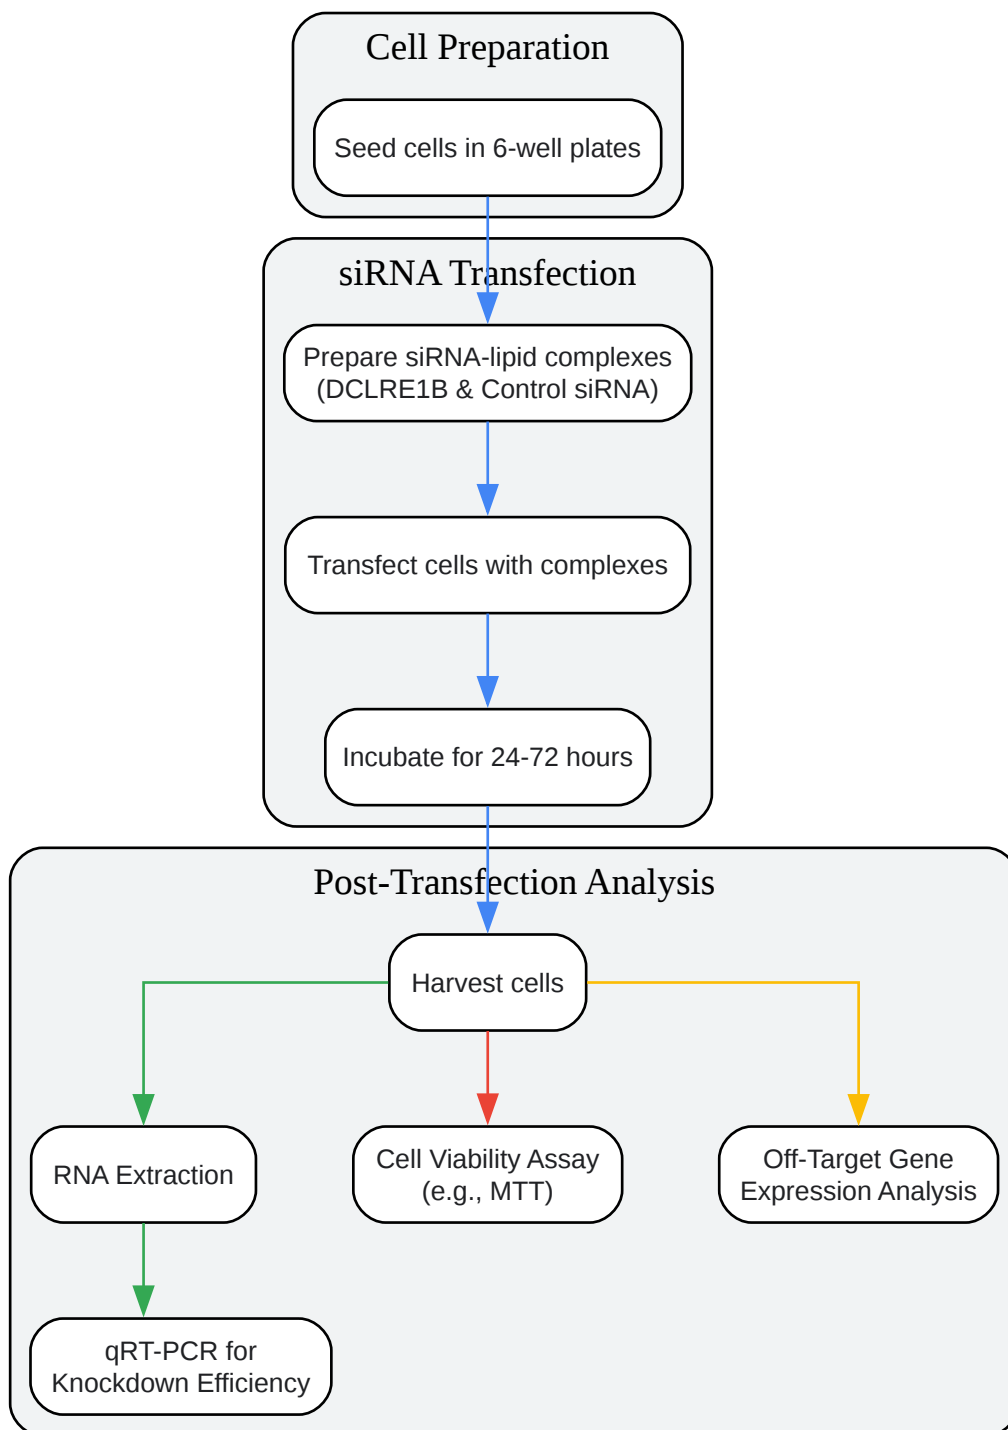 Cell Preparation
Seed cells in 6-well plates
siRNA Transfection
Prepare siRNA-lipid complexes
(DCLRE1B & Control siRNA)
Transfect cells with complexes
Incubate for 24-72 hours
Post-Transfection Analysis
Harvest cells
RNA Extraction
Cell Viability Assay
(e.g., MTT)
Off-Target Gene
Expression Analysis
qRT-PCR for
Knockdown Efficiency